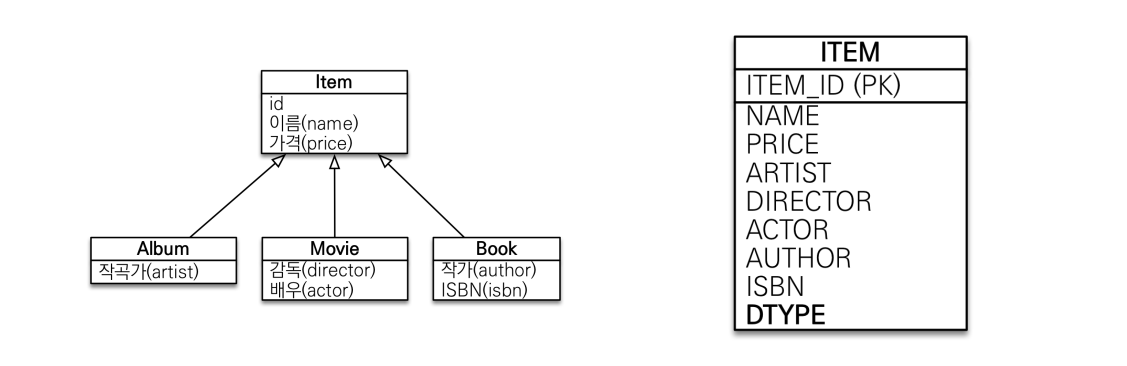 Item
id
이름(name)
가격(price)
Album
작곡가(artist)
Movie
감독(director)
배우(actor)
Book
작가(author)
ISBN(isbn)
ITEM
ITEM_ID (PK)
NAME
PRICE
ARTIST
DIRECTOR
ACTOR
AUTHOR
ISBN
DTYPE